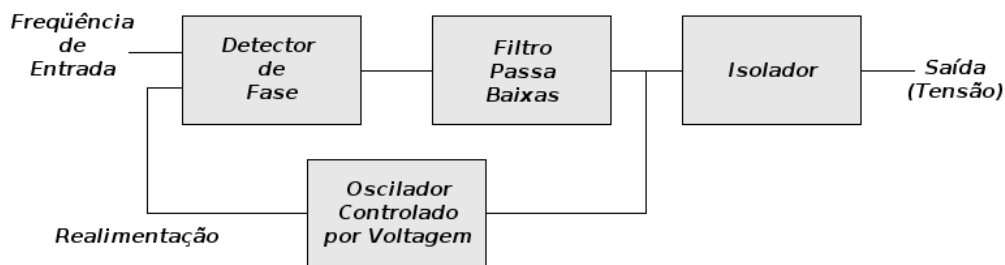 Freqüência
de
Entrada
Detector
de
Fase
Filtro
Passa
Baixas
Isolador
Saída
(Tensão)
Oscilador
Controlado
por Voltagem
Realimentação